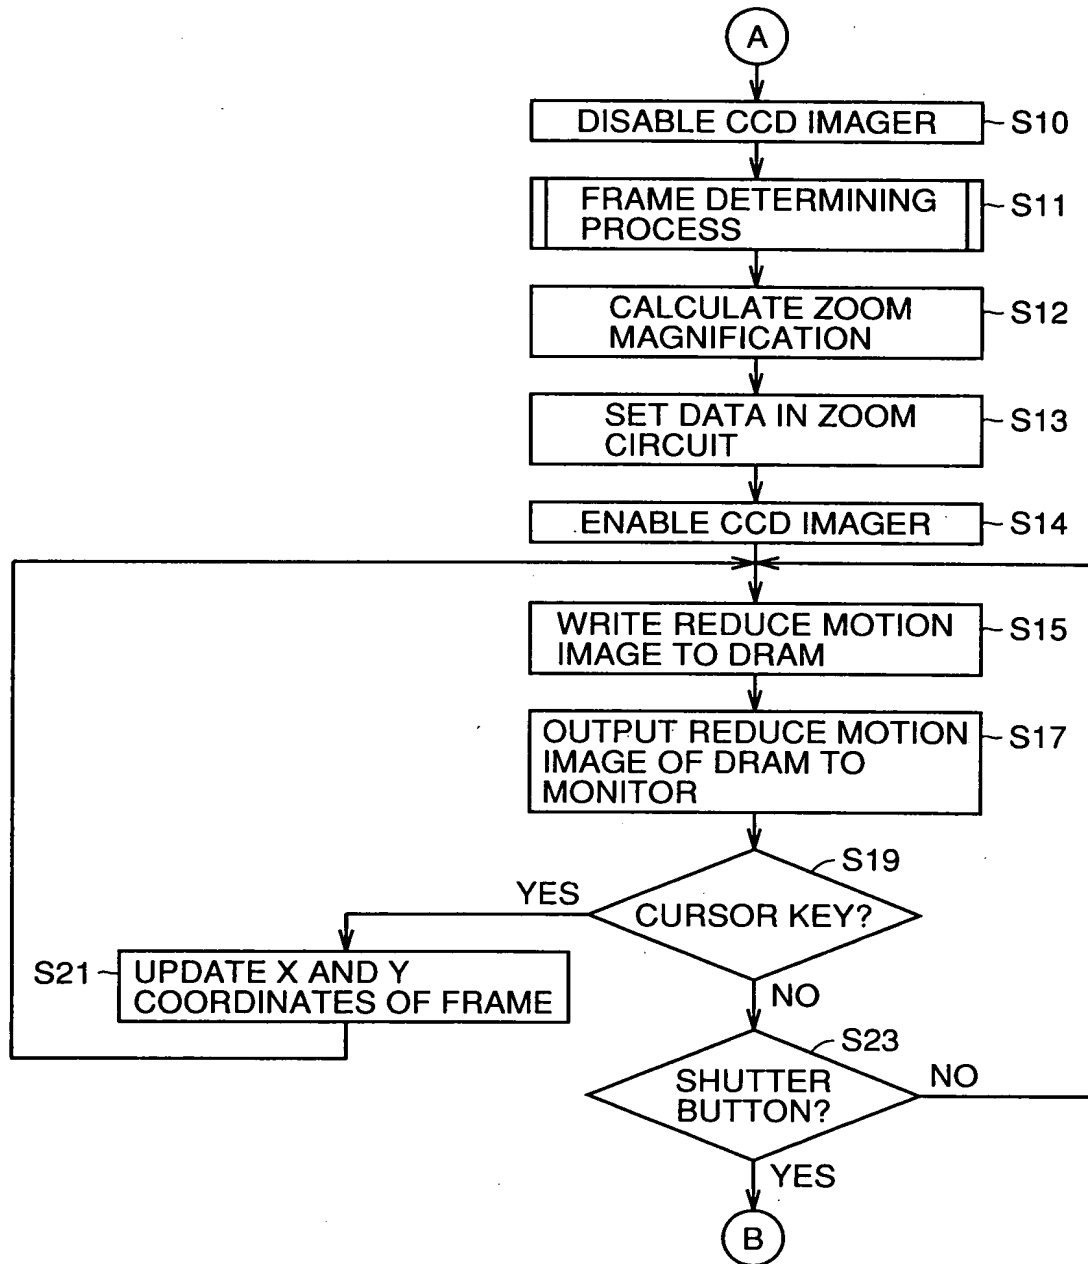 A
DISABLE CCD IMAGER
S10
FRAME DETERMINING
PROCESS
S11
CALCULATE ZOOM
MAGNIFICATION
S12
SET DATA IN ZOOM
CIRCUIT
S13
ENABLE CCD IMAGER
S14
WRITE REDUCE MOTION
IMAGE TO DRAM
S15
OUTPUT REDUCE MOTION
IMAGE OF DRAM TO
MONITOR
S17
S19
CURSOR KEY?
YES
S21
UPDATE X AND Y
COORDINATES OF FRAME
NO
S23
SHUTTER
BUTTON?
NO
YES
B